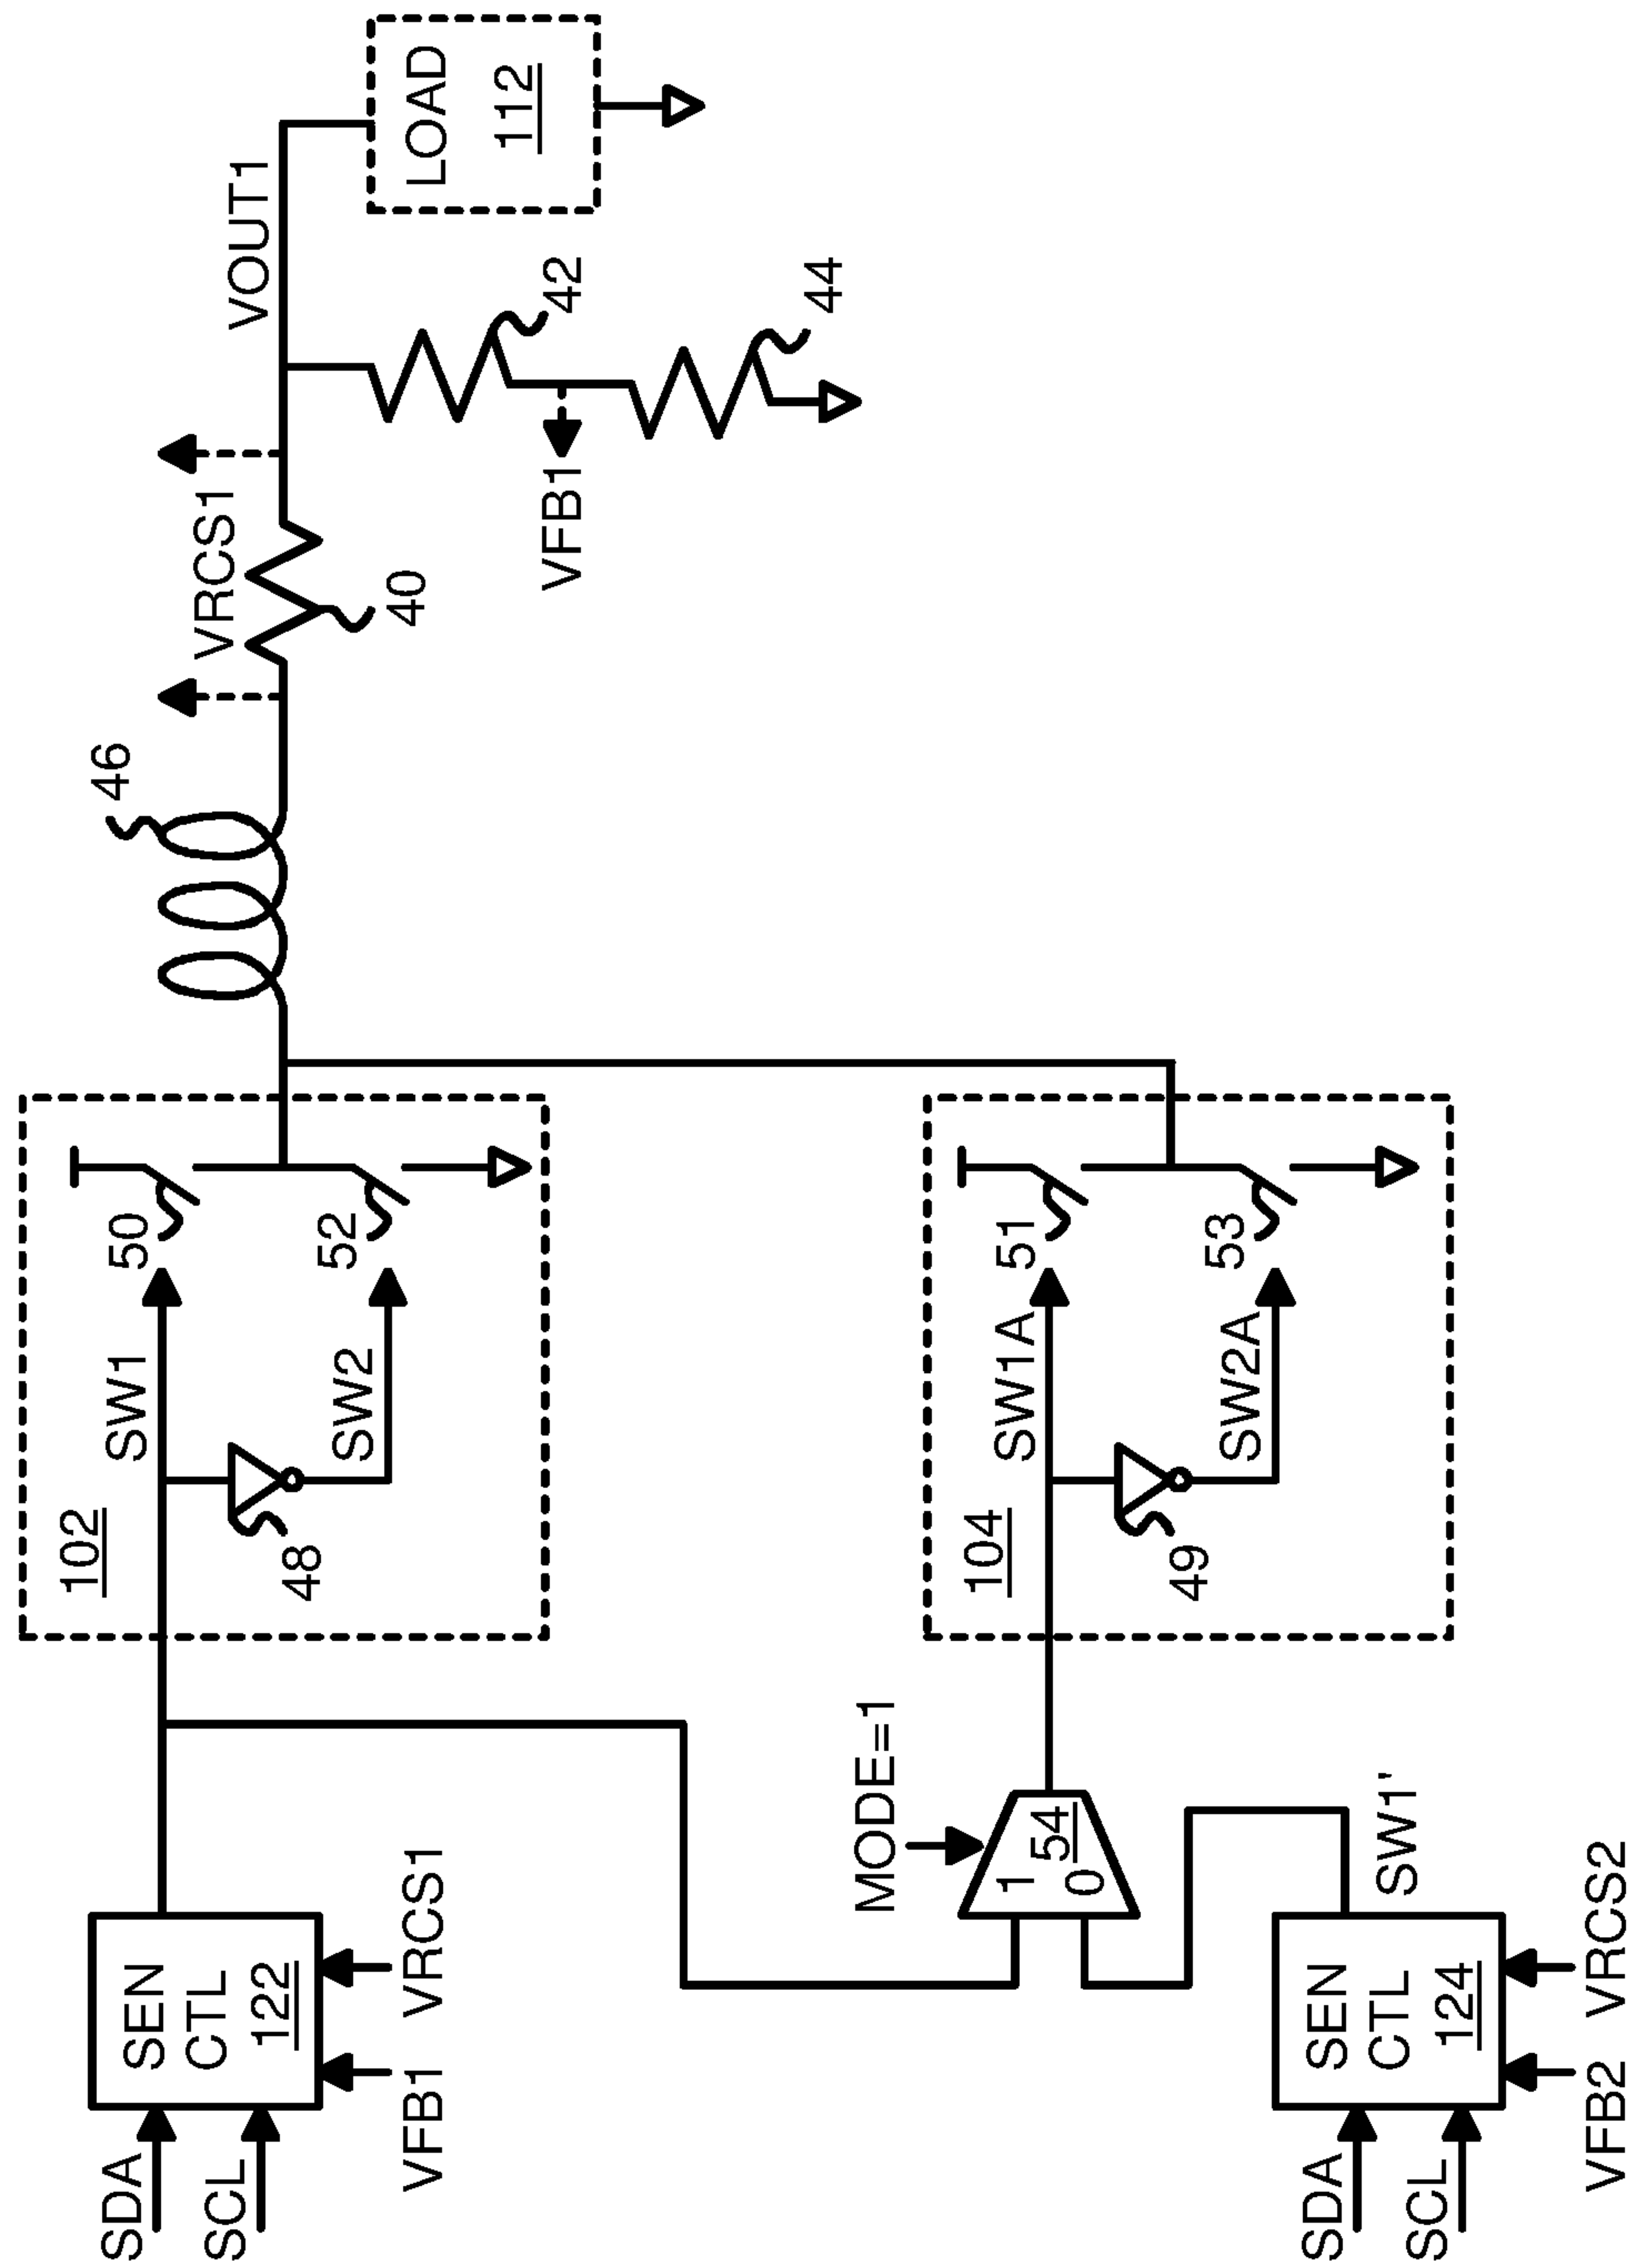 SDA
SCL
SEN
CTL
122
VFB1
VRCS1
102
SW1
48
SW2
50
52
46
VRCS1
40
VOUT1
VFB1
42
44
LOAD
112
MODE=1
1
54
0
104
SW1A
49
SW2A
51
53
SDA
SCL
SEN
CTL
124
SW1'
VFB2
VRCS2